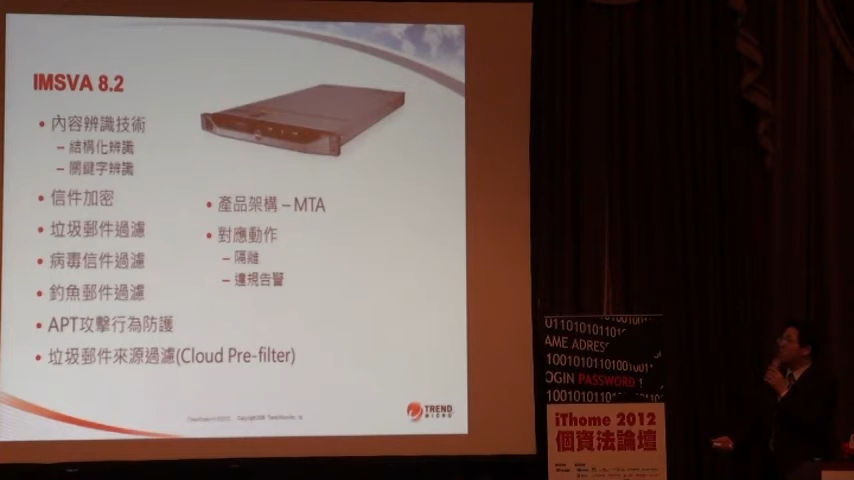 IMSVA 8.2
• 內容辨識技術
– 結構化辨識
– 關鍵字辨識
• 信件加密
• 垃圾郵件過濾
• 病毒信件過濾
• 釣魚郵件過濾
• APT攻擊行為防護
• 垃圾郵件來源過濾(Cloud Pre-filter)
• 產品架構 – MTA
• 對應動作
– 隔離
– 違規告警
TREND
MICRO
AME ADRES
OGIN PASSWORD
iThome 2012
個資法論壇